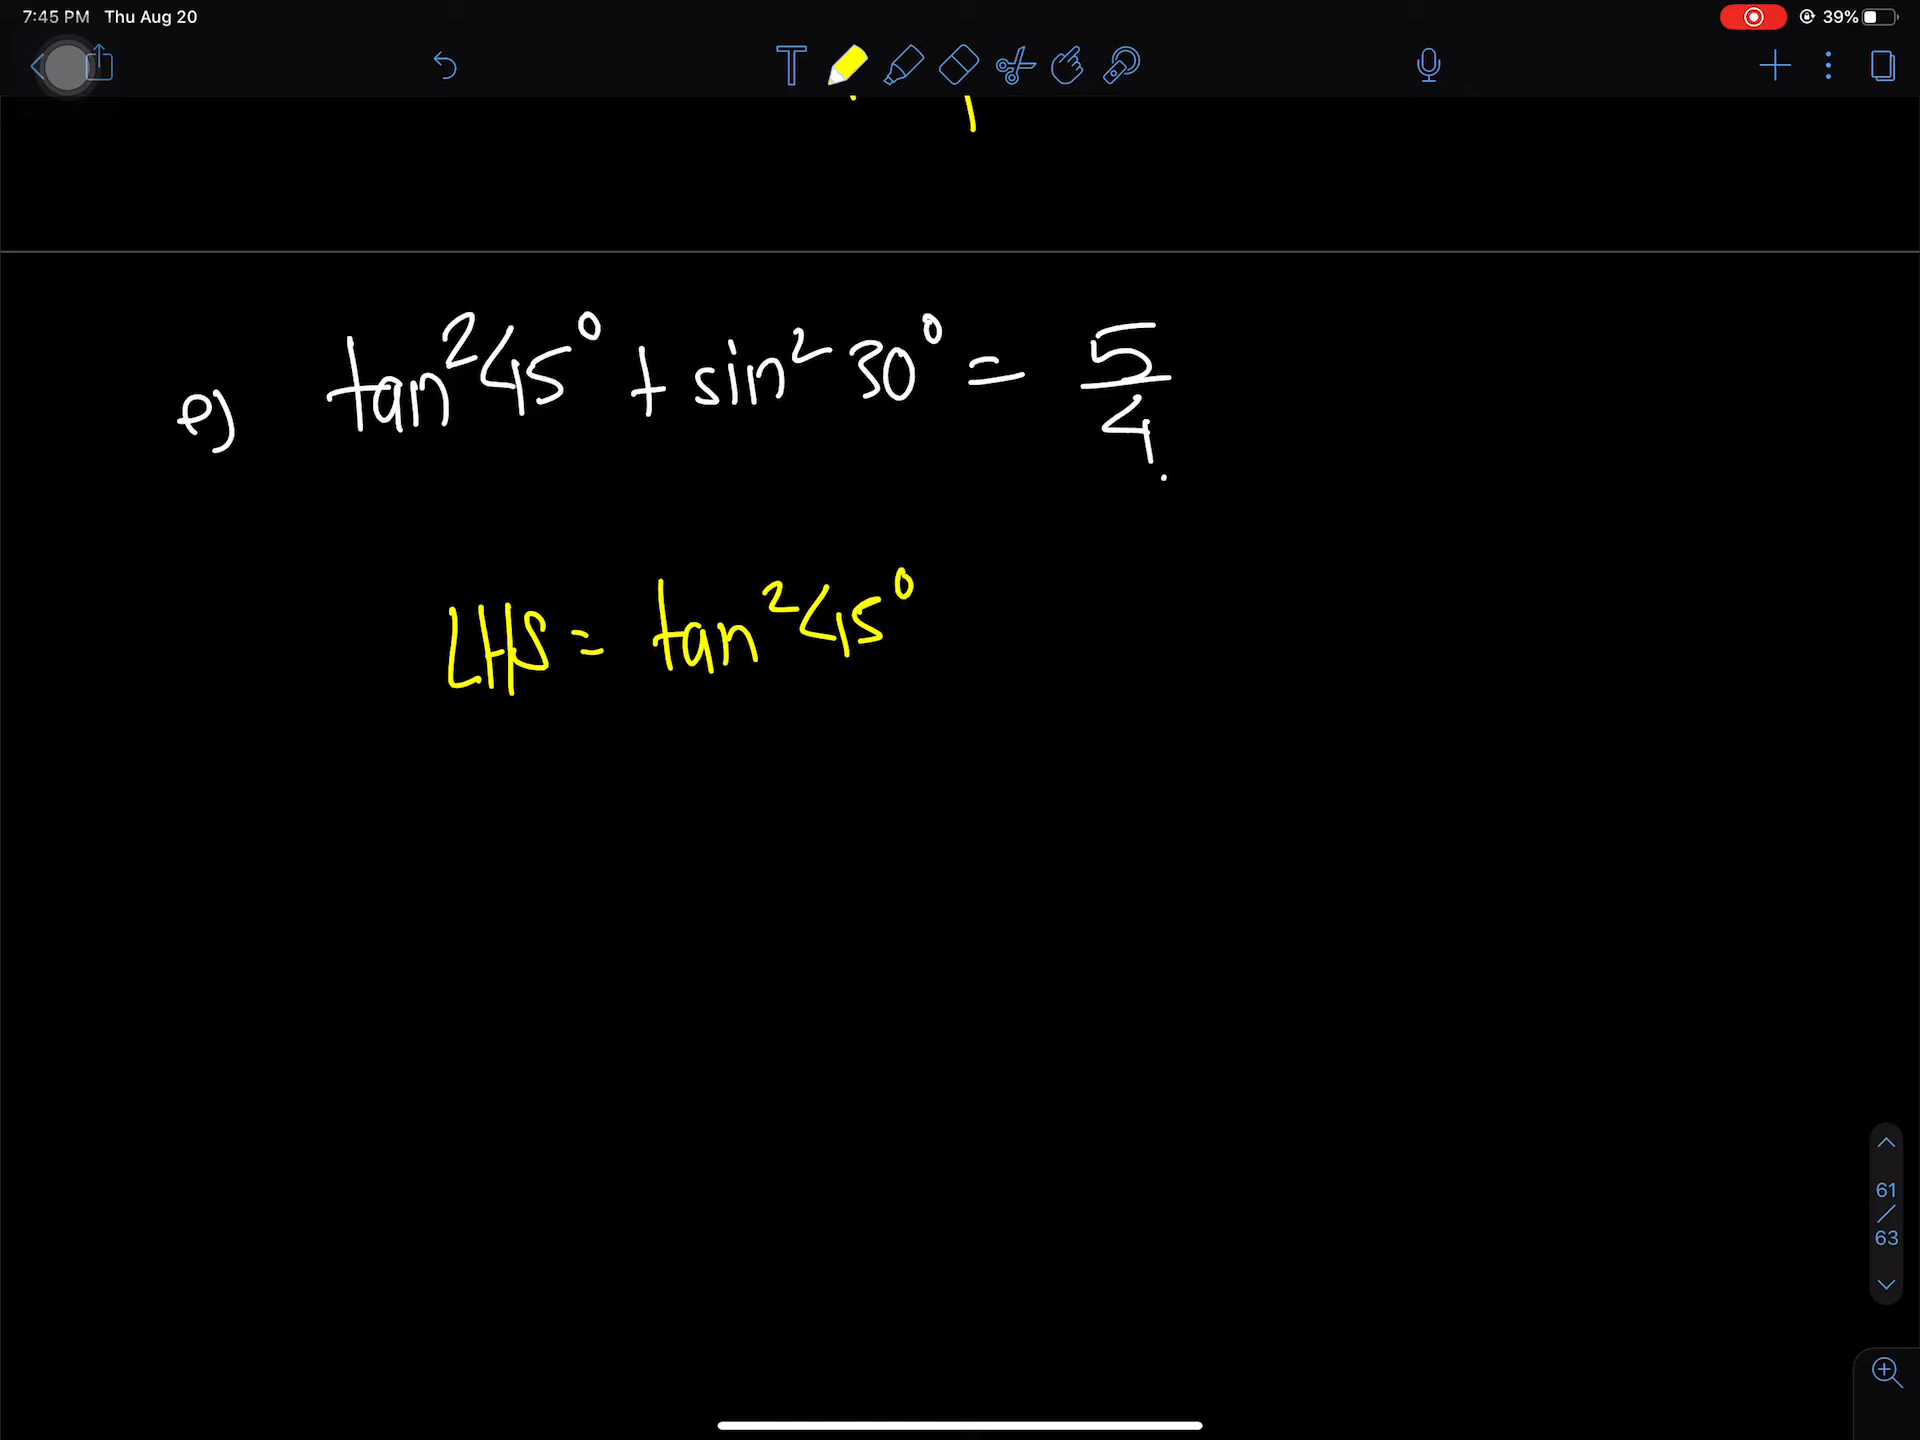 7:45 PM Thu Aug 20 39%
T
e) tan²45° + sin²30° = 5/4.
LHS = tan²45°
61
/
63